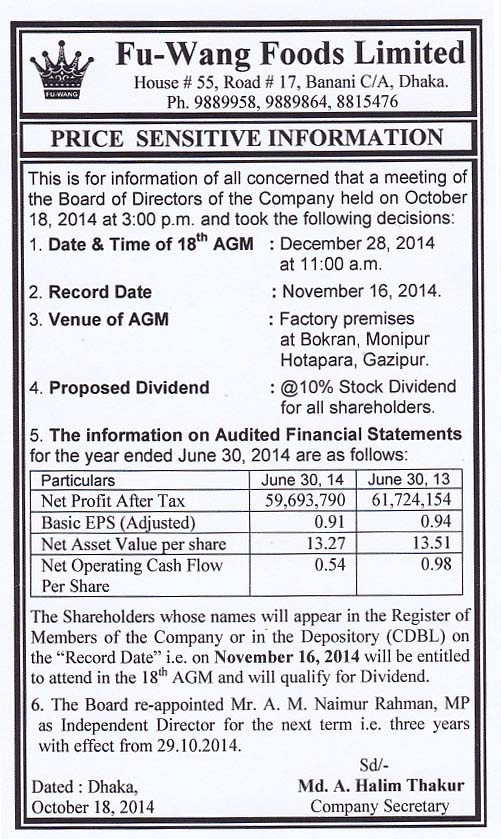 Fu-Wang Foods Limited
FU-WANG
House # 55, Road # 17, Banani C/A, Dhaka.
Ph. 9889958, 9889864, 8815476
PRICE SENSITIVE INFORMATION
This is for information of all concerned that a meeting of
the Board of Directors of the Company held on October
18, 2014 at 3:00 p.m. and took the following decisions:
1. Date & Time of 18th AGM : December 28, 2014
at 11:00 a.m.
2. Record Date : November 16, 2014.
3. Venue of AGM : Factory premises
at Bokran, Monipur
Hotapara, Gazipur.
4. Proposed Dividend : @10% Stock Dividend
for all shareholders.
5. The information on Audited Financial Statements
for the year ended June 30, 2014 are as follows:
Particulars June 30, 14 June 30, 13
Net Profit After Tax 59,693,790 61,724,154
Basic EPS (Adjusted) 0.91 0.94
Net Asset Value per share 13.27 13.51
Net Operating Cash Flow 0.54 0.98
Per Share
The Shareholders whose names will appear in the Register of
Members of the Company or in the Depository (CDBL) on
the “Record Date” i.e. on November 16, 2014 will be entitled
to attend in the 18th AGM and will qualify for Dividend.
6. The Board re-appointed Mr. A. M. Naimur Rahman, MP
as Independent Director for the next term i.e. three years
with effect from 29.10.2014.
Sd/-
Dated : Dhaka, Md. A. Halim Thakur
October 18, 2014 Company Secretary